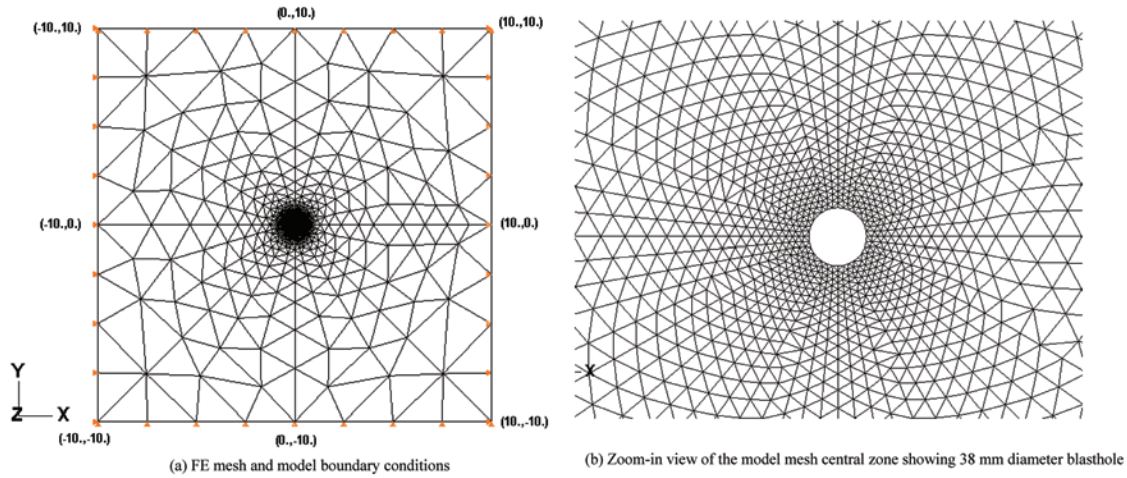 (0.,10.)
(-10.,10.)
(10.,10.)
(-10.,0.)
(10.,0.)
Y
Z X
(10.,-10.)
(-10.,-10.)
(0.,-10.)
(a) FE mesh and model boundary conditions
X
(b) Zoom-in view of the model mesh central zone showing 38 mm diameter blasthole